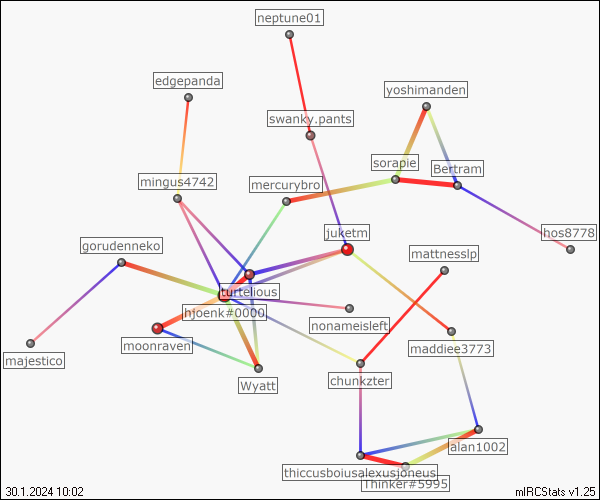 neptune01
edgepanda
yoshimanden
swanky.pants
sorapie
Bertram
mingus4742
mercurybro
juketm
hos8778
gorudenneko
mattnesslp
turtelious
hjoenk#0000
nonameisleft
moonraven
maddiee3773
majestico
Wyatt
chunkzter
alan1002
thiccusboiusalexusjoneus
Thinker#5995
30.1.2024 10:02
mIRCStats v1.25